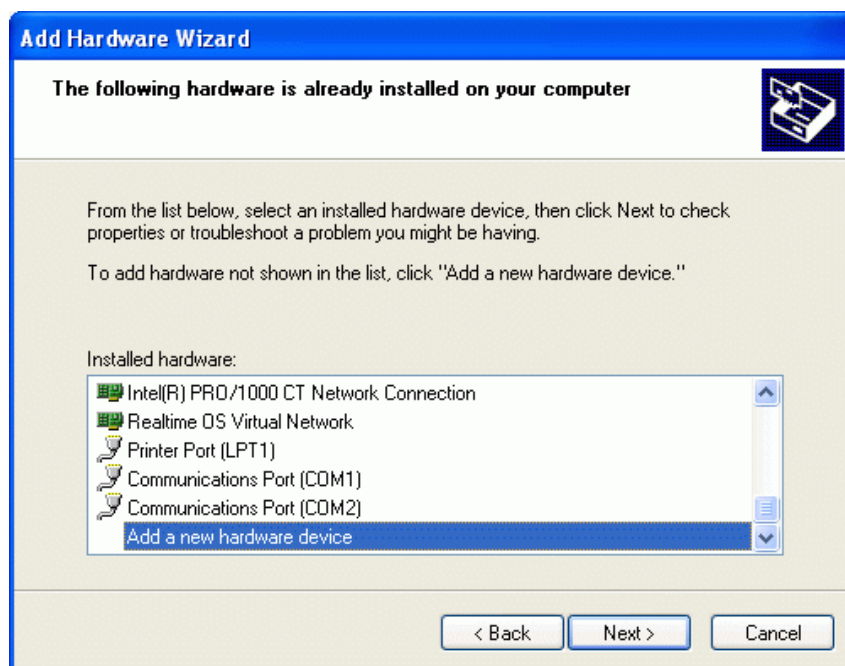 Add Hardware Wizard
The following hardware is already installed on your computer
From the list below, select an installed hardware device, then click Next to check
properties or troubleshoot a problem you might be having.
To add hardware not shown in the list, click "Add a new hardware device."
Installed hardware:
Intel(R) PRO/1000 CT Network Connection
Realtime OS Virtual Network
Printer Port (LPT1)
Communications Port (COM1)
Communications Port (COM2)
Add a new hardware device
< Back
Next >
Cancel